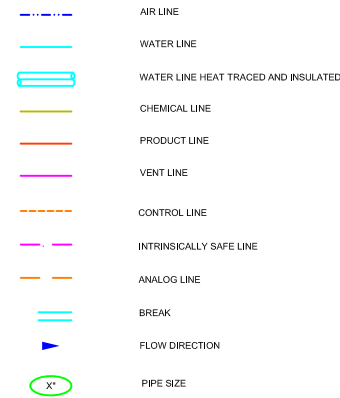 AIR LINE
WATER LINE
WATER LINE HEAT TRACED AND INSULATED
CHEMICAL LINE
PRODUCT LINE
VENT LINE
CONTROL LINE
INTRINSICALLY SAFE LINE
ANALOG LINE
BREAK
FLOW DIRECTION
X" PIPE SIZE